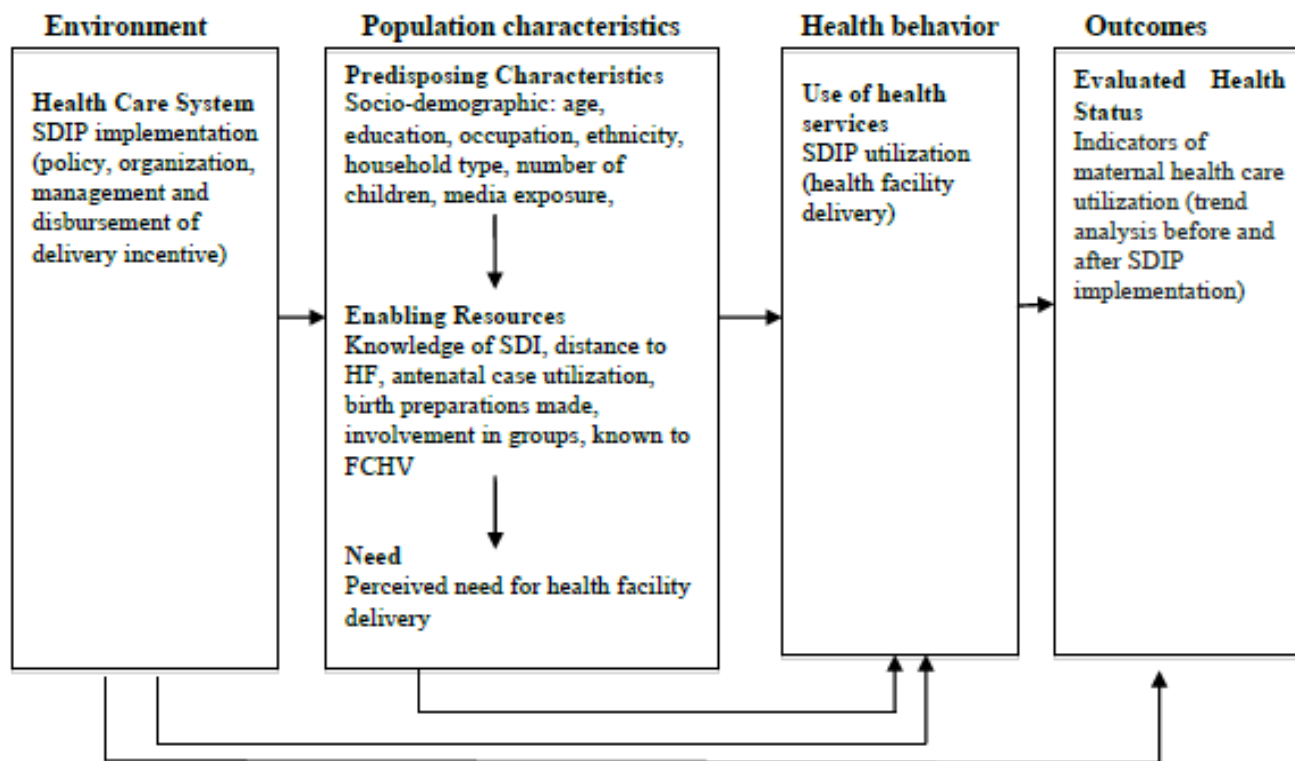 Environment
Health Care System
SDIP implementation
(policy, organization,
management and
disbursement of
delivery incentive)
Population characteristics
Predisposing Characteristics
Socio-demographic: age,
education, occupation, ethnicity,
household type, number of
children, media exposure,
Enabling Resources
Knowledge of SDI, distance to
HF, antenatal case utilization,
birth preparations made,
involvement in groups, known to
FCHV
Need
Perceived need for health facility
delivery
Health behavior
Use of health
services
SDIP utilization
(health facility
delivery)
Outcomes
Evaluated Health
Status
Indicators of
maternal health care
utilization (trend
analysis before and
after SDIP
implementation)